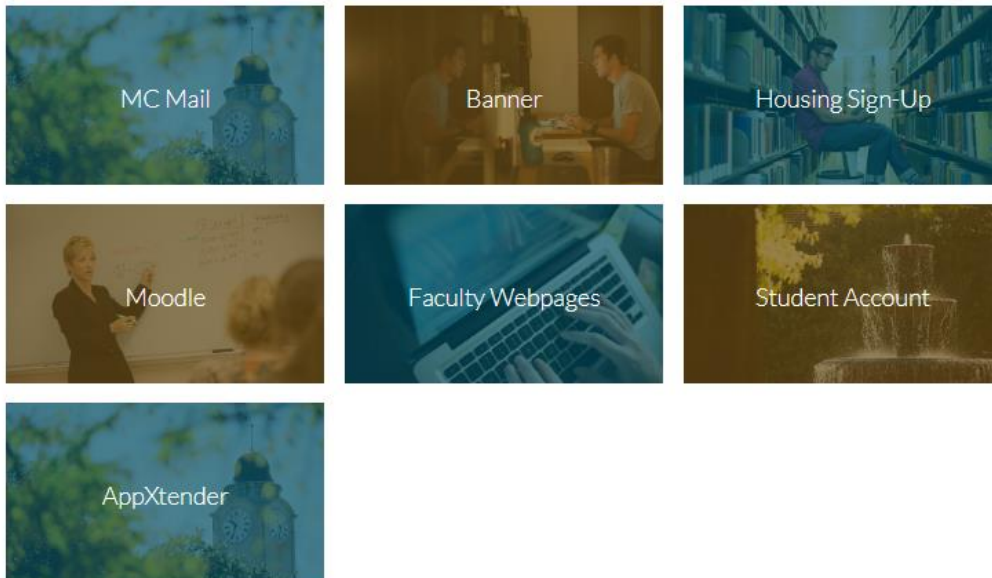 MC Mail
Banner
Housing Sign-Up
Moodle
Faculty Webpages
Student Account
AppXtender